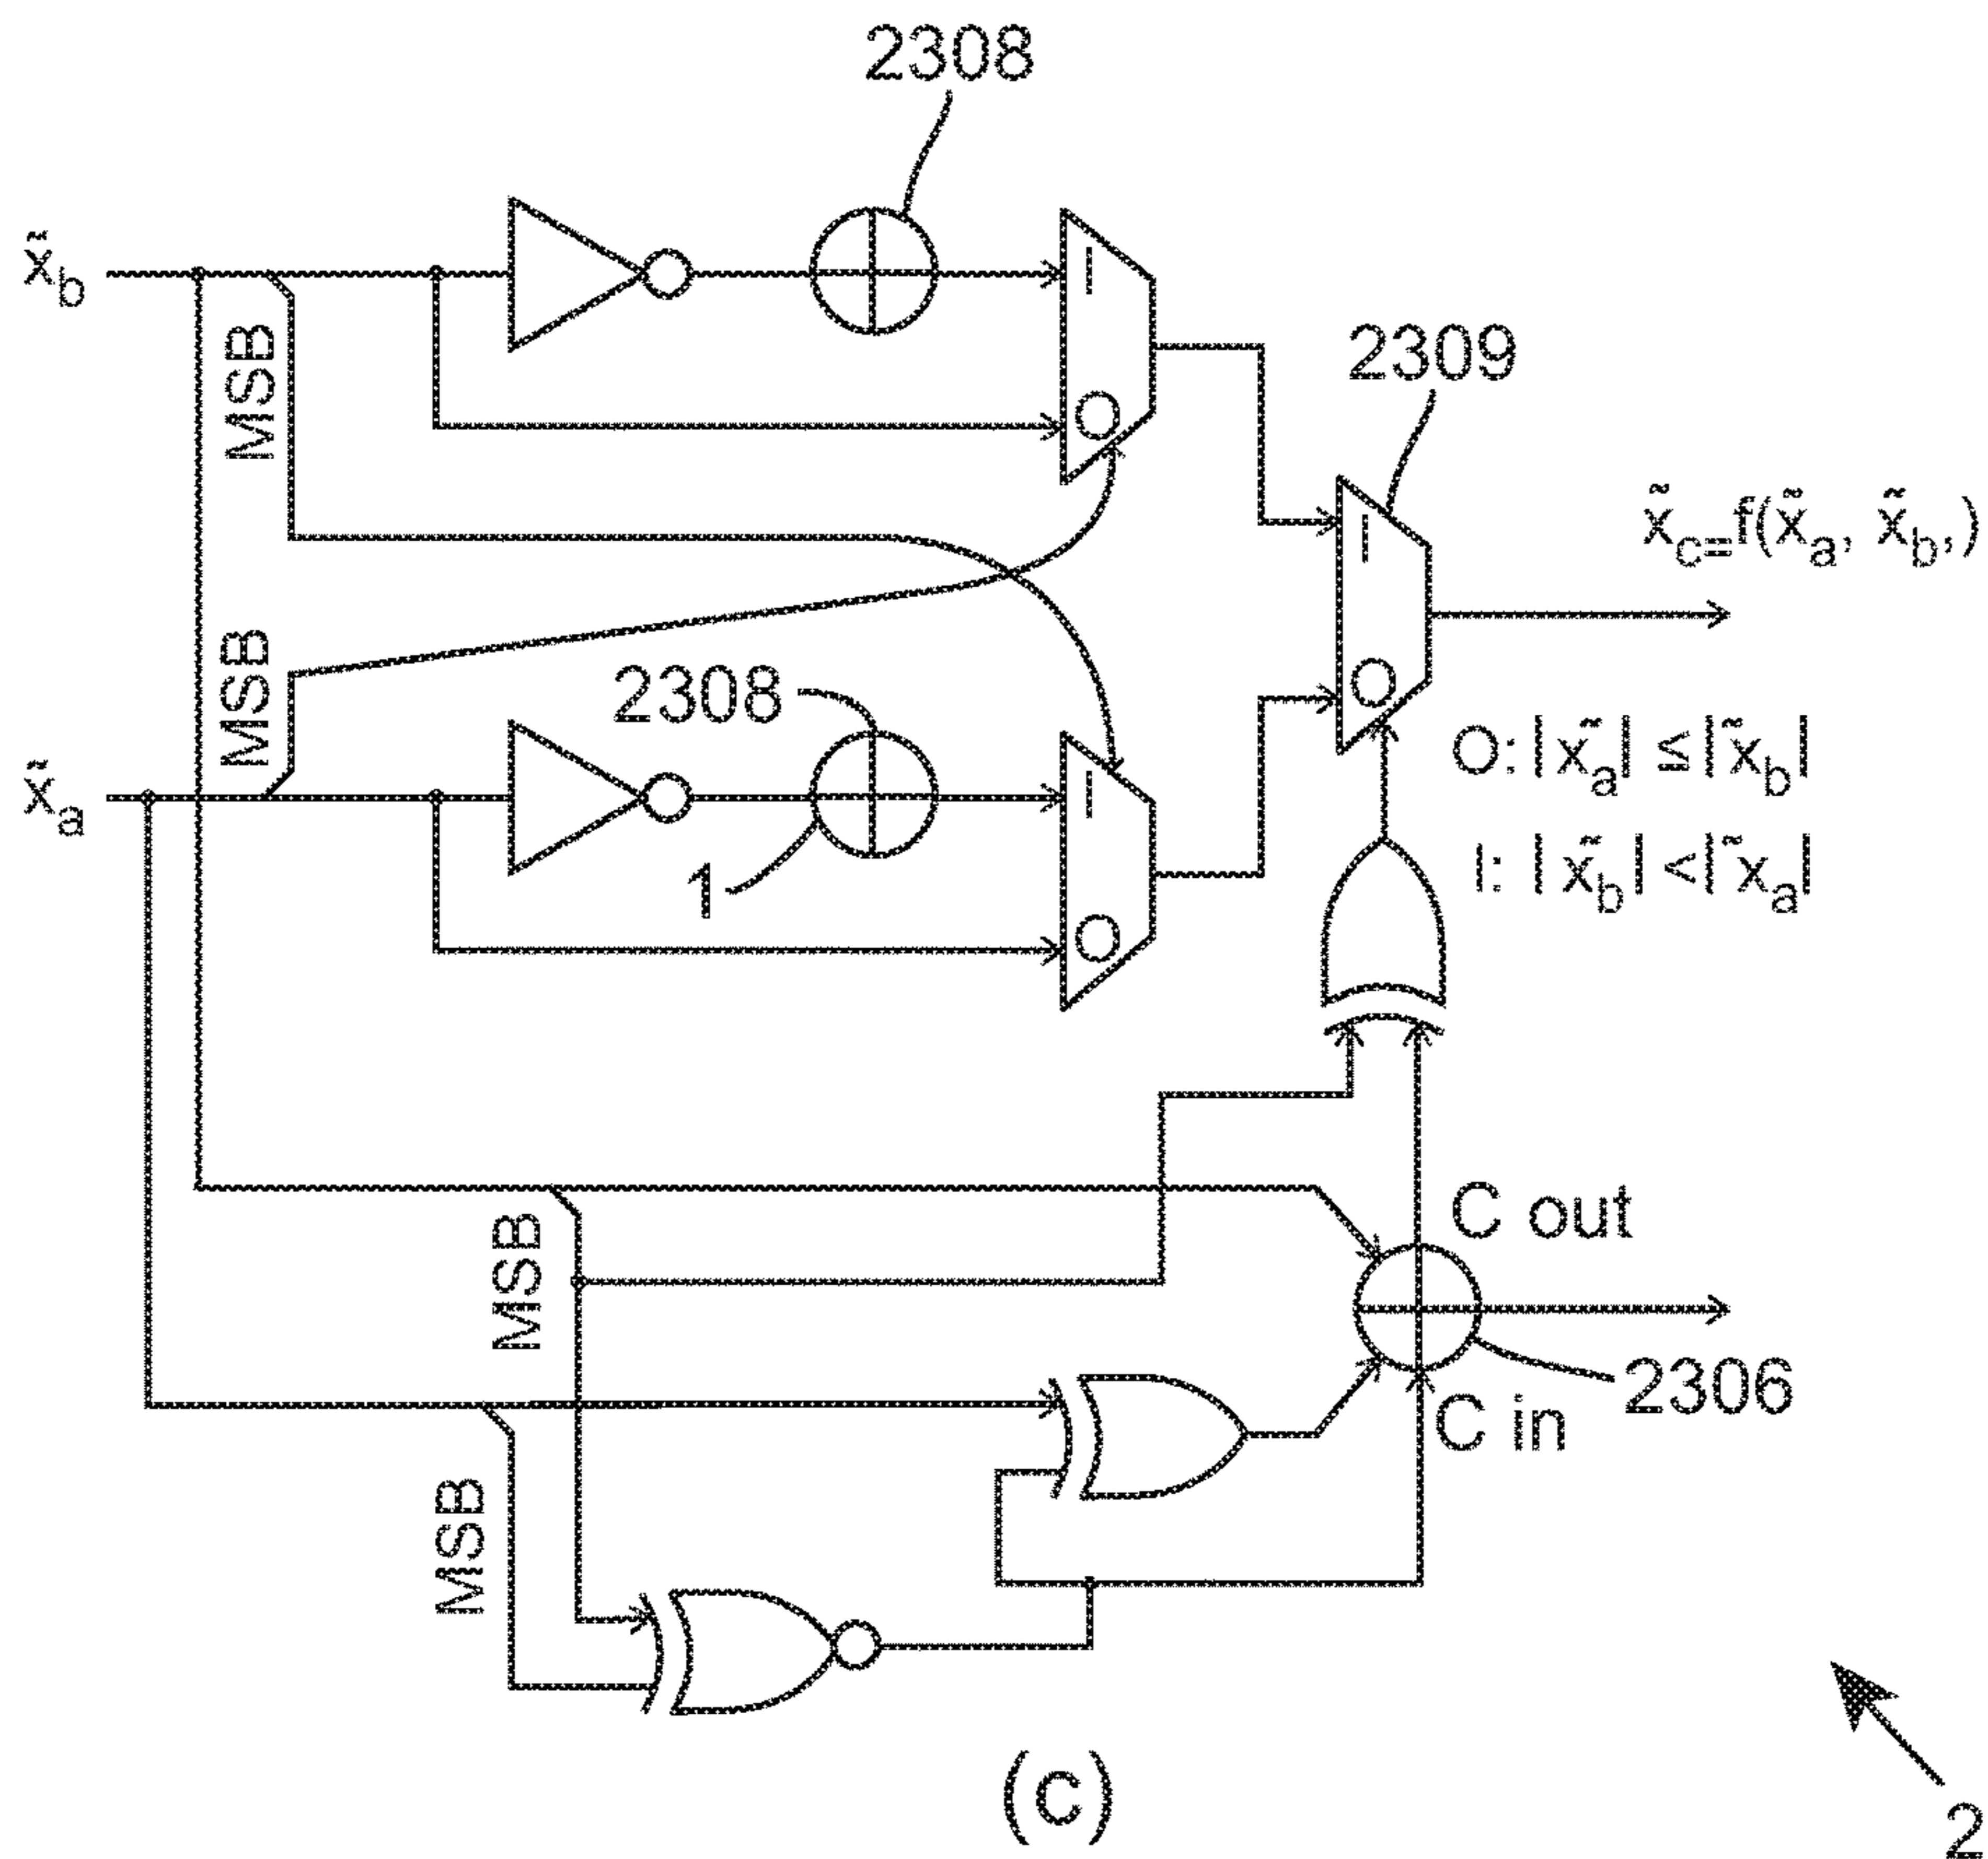 2308
x̃b
MSB
2309
x̃c=f(x̃a, x̃b,)
MSB
2308
x̃a
1
O: |x̃a| ≤ |x̃b|
I: |x̃b| < |x̃a|
MSB
C out
2306
C in
MSB
(c)
2